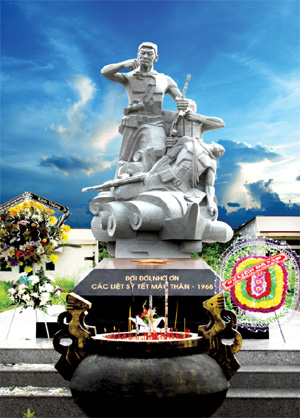 ĐỜI ĐỜI NHỚ ƠN
CÁC LIỆT SỸ TẾT MẬU THÂN - 1968